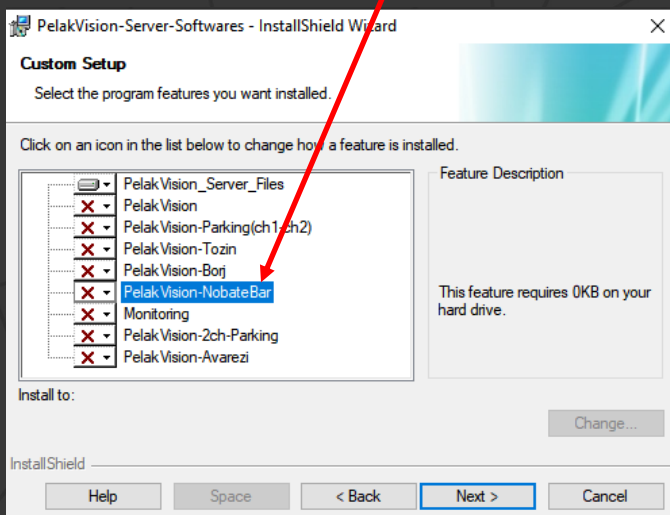 PelakVision-Server-Softwares - InstallShield Wizard
Custom Setup
Select the program features you want installed.
Click on an icon in the list below to change how a feature is installed.
PelakVision_Server_Files
PelakVision
PelakVision-Parking(ch1-ch2)
PelakVision-Tozin
PelakVision-Borj
PelakVision-NobateBar
Monitoring
PelakVision-2ch-Parking
PelakVision-Avarezi
Feature Description
This feature requires 0KB on your
hard drive.
Install to:
Change...
InstallShield
Help
Space
< Back
Next >
Cancel